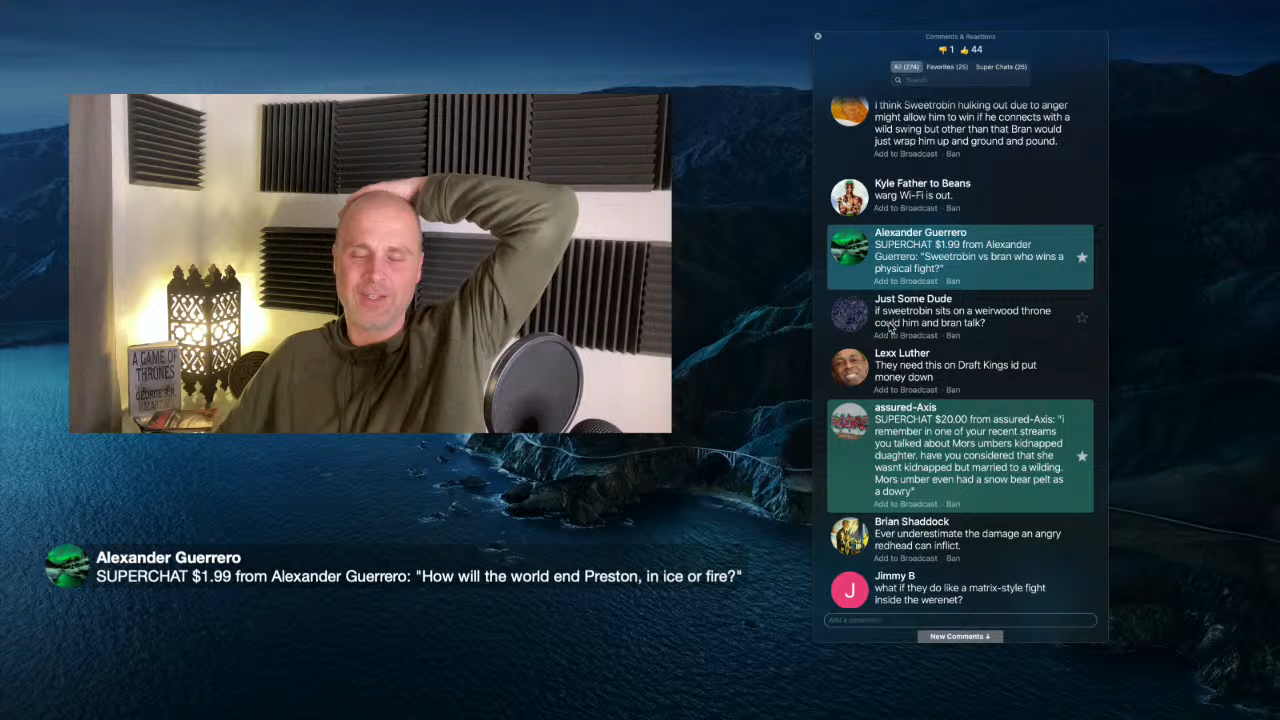 Comments & Reactions
👎 1 👍 44
All (274) Favorites (25) Super Chats (25)
Search
i think Sweetrobin hulking out due to anger
might allow him to win if he connects with a
wild swing but other than that Bran would
just wrap him up and ground and pound.
Add to Broadcast · Ban
Kyle Father to Beans
warg Wi-Fi is out.
Add to Broadcast · Ban
Alexander Guerrero
SUPERCHAT $1.99 from Alexander
Guerrero: "Sweetrobin vs bran who wins a
physical fight?"
Add to Broadcast · Ban
Just Some Dude
if sweetrobin sits on a weirwood throne
could him and bran talk?
Add to Broadcast · Ban
Lexx Luther
They need this on Draft Kings id put
money down
Add to Broadcast · Ban
assured-Axis
SUPERCHAT $20.00 from assured-Axis: "i
remember in one of your recent streams
you talked about Mors umbers kidnapped
duaghter. have you considered that she
wasnt kidnapped but married to a wilding.
Mors umber even had a snow bear pelt as
a dowry"
Add to Broadcast · Ban
Brian Shaddock
Ever underestimate the damage an angry
redhead can inflict.
Add to Broadcast · Ban
J
Jimmy B
what if they do like a matrix-style fight
inside the werenet?
Add a comment
New Comments ↓
A GAME OF
THRONES
GEORGE R.R.
Alexander Guerrero
SUPERCHAT $1.99 from Alexander Guerrero: "How will the world end Preston, in ice or fire?"